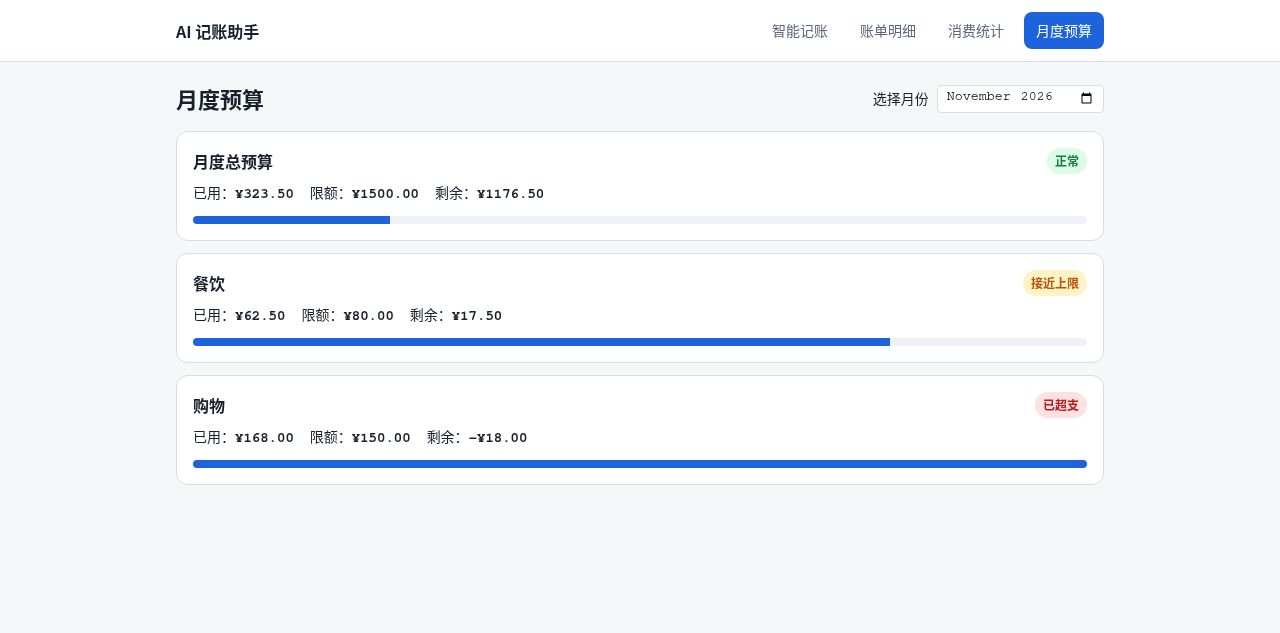 AI 记账助手 智能记账 账单明细 消费统计 月度预算
月度预算 选择月份 November 2026
月度总预算 正常
已用：¥323.50 限额：¥1500.00 剩余：¥1176.50
餐饮 接近上限
已用：¥62.50 限额：¥80.00 剩余：¥17.50
购物 已超支
已用：¥168.00 限额：¥150.00 剩余：−¥18.00